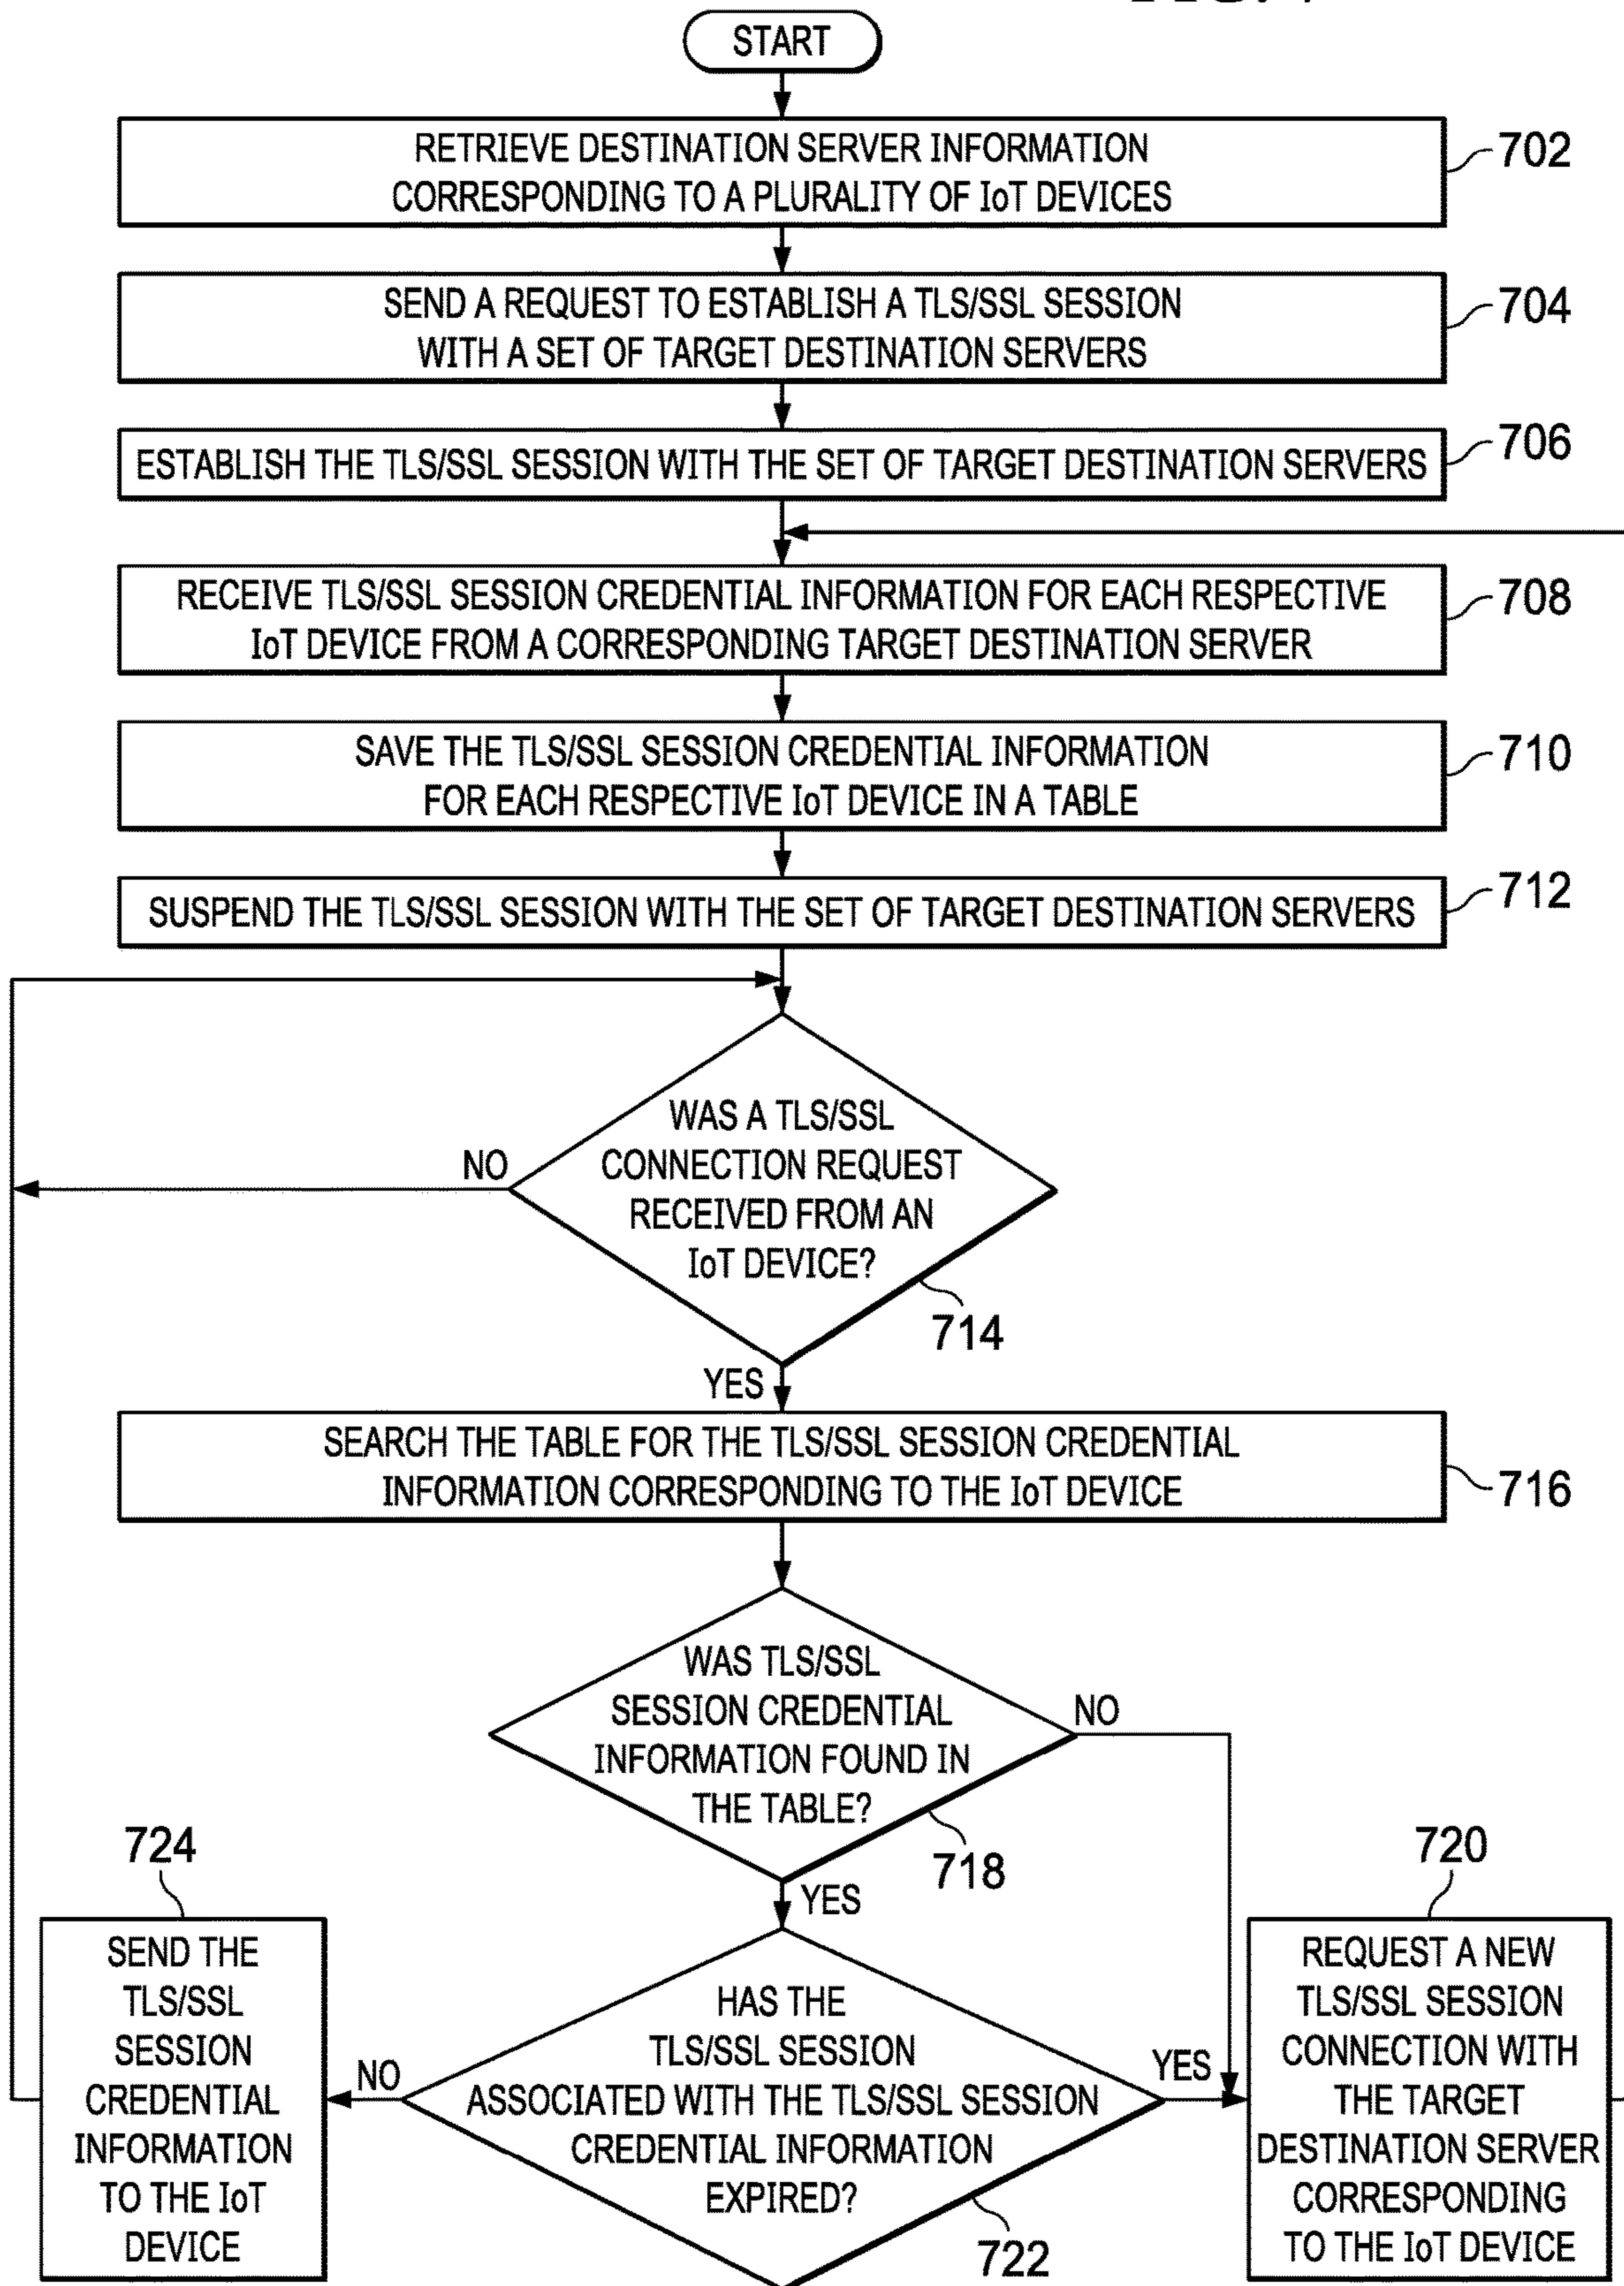 START
RETRIEVE DESTINATION SERVER INFORMATION
CORRESPONDING TO A PLURALITY OF IoT DEVICES
702
SEND A REQUEST TO ESTABLISH A TLS/SSL SESSION
WITH A SET OF TARGET DESTINATION SERVERS
704
ESTABLISH THE TLS/SSL SESSION WITH THE SET OF TARGET DESTINATION SERVERS
706
RECEIVE TLS/SSL SESSION CREDENTIAL INFORMATION FOR EACH RESPECTIVE
IoT DEVICE FROM A CORRESPONDING TARGET DESTINATION SERVER
708
SAVE THE TLS/SSL SESSION CREDENTIAL INFORMATION
FOR EACH RESPECTIVE IoT DEVICE IN A TABLE
710
SUSPEND THE TLS/SSL SESSION WITH THE SET OF TARGET DESTINATION SERVERS
712
WAS A TLS/SSL
CONNECTION REQUEST
RECEIVED FROM AN
IoT DEVICE?
NO
714
YES
SEARCH THE TABLE FOR THE TLS/SSL SESSION CREDENTIAL
INFORMATION CORRESPONDING TO THE IoT DEVICE
716
WAS TLS/SSL
SESSION CREDENTIAL
INFORMATION FOUND IN
THE TABLE?
NO
718
YES
724
SEND THE
TLS/SSL
SESSION
CREDENTIAL
INFORMATION
TO THE IoT
DEVICE
NO
HAS THE
TLS/SSL SESSION
ASSOCIATED WITH THE TLS/SSL SESSION
CREDENTIAL INFORMATION
EXPIRED?
722
YES
720
REQUEST A NEW
TLS/SSL SESSION
CONNECTION WITH
THE TARGET
DESTINATION SERVER
CORRESPONDING
TO THE IoT DEVICE